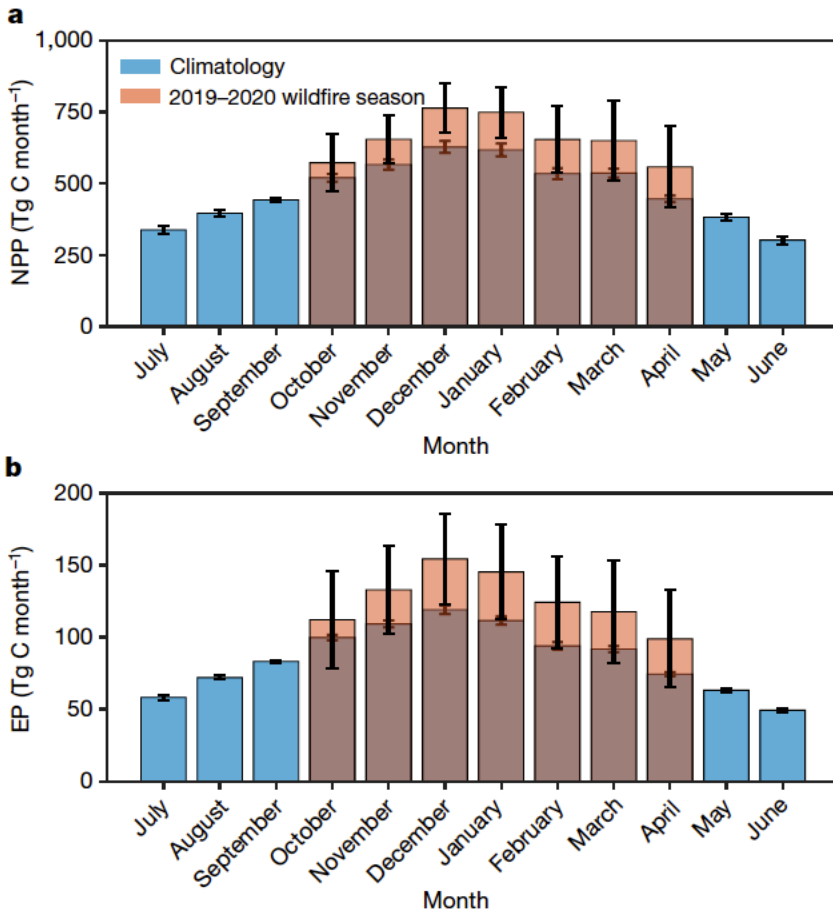 a
1,000
750
500
250
0
NPP (Tg C month⁻¹)
Climatology
2019–2020 wildfire season
July
August
September
October
November
December
January
February
March
April
May
June
Month
b
200
150
100
50
0
EP (Tg C month⁻¹)
July
August
September
October
November
December
January
February
March
April
May
June
Month